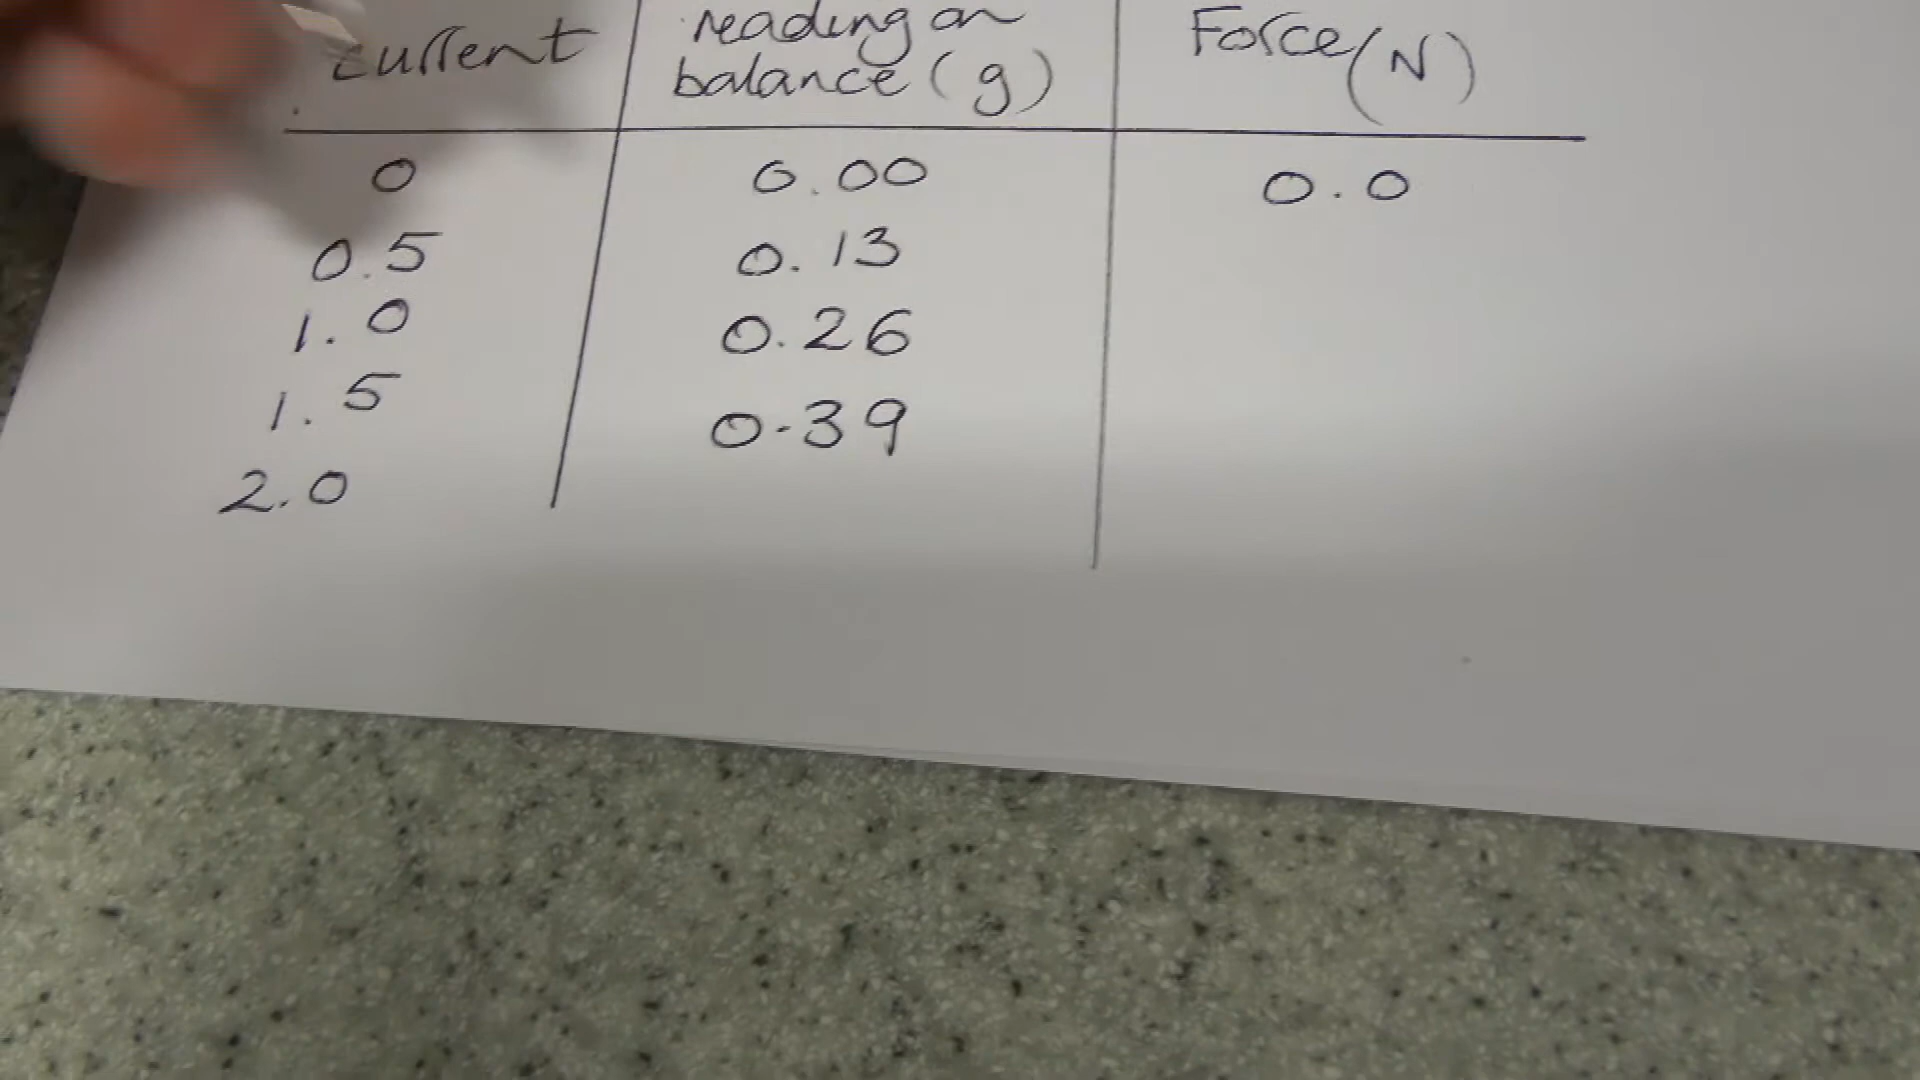 current
reading on
balance (g)
Force (N)
0 0.00 0.0
0.5 0.13
1.0 0.26
1.5 0.39
2.0